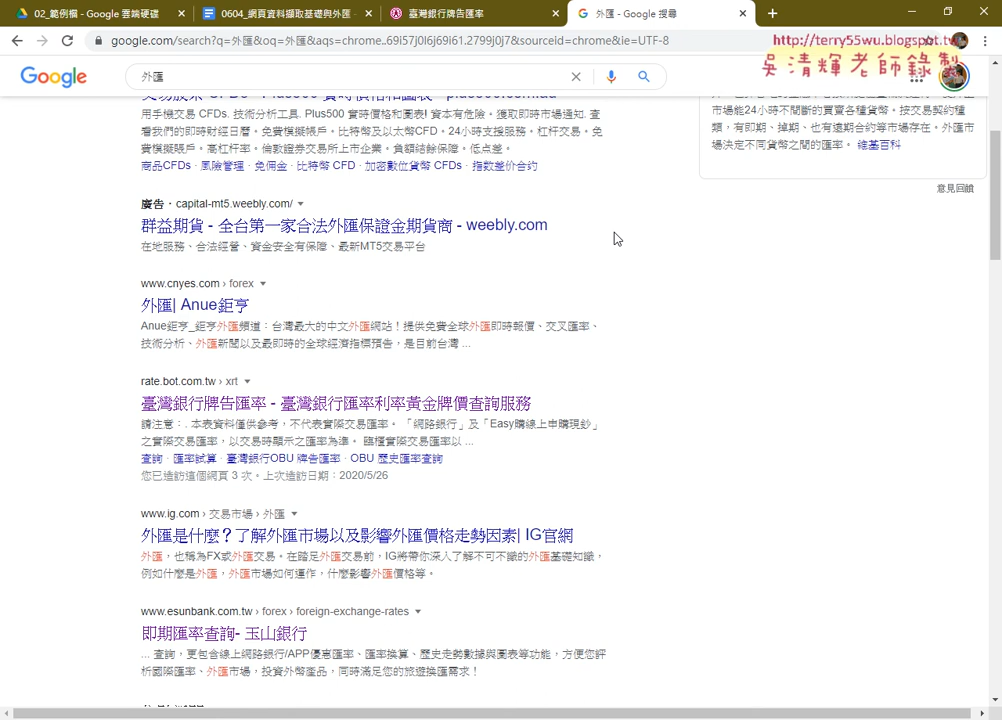 02_範例檔 - Google 雲端硬碟
0604_網頁資料擷取基礎與外匯 -
臺灣銀行牌告匯率
外匯 - Google 搜尋
google.com/search?q=外匯&oq=外匯&aqs=chrome..69i57j0l6j69i61.2799j0j7&sourceid=chrome&ie=UTF-8
http://terry55wu.blogspot.tw
吳清輝老師錄製
Google
外匯
用手機交易 CFDs. 技術分析工具. Plus500 實時價格和圖表! 資本有危險。獲取即時市場通知. 查
看我們的即時財經日曆。免費模擬賬戶。比特幣及以太幣CFD。24小時支援服務。杠杆交易。免
費模擬賬戶。高杠杆率。倫敦證券交易所上市企業。負額結餘保障。低点差。
商品CFDs · 風險管理 · 免佣金 · 比特幣 CFD · 加密數位貨幣 CFDs · 指数差价合约
市場能24小時不間斷的買賣各種貨幣。按交易契約種
類，有即期、掉期、也有遠期合約等市場存在。外匯市
場決定不同貨幣之間的匯率。 維基百科
意見回饋
廣告・capital-mt5.weebly.com/
群益期貨 - 全台第一家合法外匯保證金期貨商 - weebly.com
在地服務、合法經營、資金安全有保障、最新MT5交易平台
www.cnyes.com › forex
外匯| Anue鉅亨
Anue鉅亨_鉅亨外匯頻道：台灣最大的中文外匯網站！提供免費全球外匯即時報價、交叉匯率、
技術分析、外匯新聞以及最即時的全球經濟指標預告，是目前台灣 ...
rate.bot.com.tw › xrt
臺灣銀行牌告匯率 - 臺灣銀行匯率利率黃金牌價查詢服務
請注意：. 本表資料僅供參考，不代表實際交易匯率。 「網路銀行」及「Easy購線上申購現鈔」
之實際交易匯率，以交易時顯示之匯率為準。 臨櫃實際交易匯率以 ...
查詢 · 匯率試算 · 臺灣銀行OBU 牌告匯率 · OBU 歷史匯率查詢
您已造訪這個網頁 3 次。上次造訪日期：2020/5/26
www.ig.com › 交易市場 › 外匯
外匯是什麼？了解外匯市場以及影響外匯價格走勢因素| IG官網
外匯，也稱為FX或外匯交易。在踏足外匯交易前，IG將帶你深入了解不可不識的外匯基礎知識，
例如什麼是外匯，外匯市場如何運作，什麼影響外匯價格等。
www.esunbank.com.tw › forex › foreign-exchange-rates
即期匯率查詢- 玉山銀行
... 查詢，更包含線上網路銀行/APP優惠匯率、匯率換算、歷史走勢數據與圖表等功能，方便您評
析國際匯率、外匯市場，投資外幣產品，同時滿足您的旅遊換匯需求！